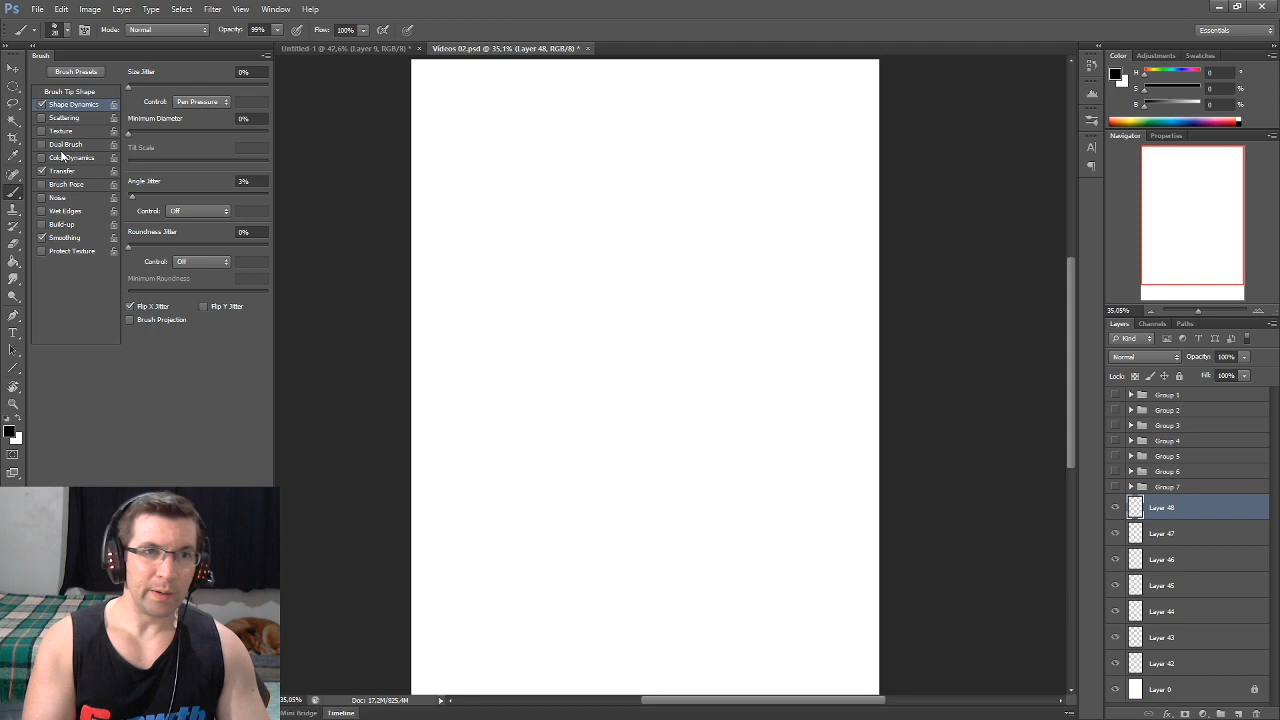 Ps File Edit Image Layer Type Select Filter View Window Help
28 Mode: Normal Opacity: 99% Flow: 100% Essentials
Untitled-1 @ 42,6% (Layer 9, RGB/8) * × Vídeos 02.psd @ 35,1% (Layer 48, RGB/8) * ×
Brush
Brush Presets
Brush Tip Shape
Shape Dynamics
Scattering
Texture
Dual Brush
Color Dynamics
Transfer
Brush Pose
Noise
Wet Edges
Build-up
Smoothing
Protect Texture
Size Jitter 0%
Control: Pen Pressure
Minimum Diameter 0%
Tilt Scale
Angle Jitter 3%
Control: Off
Roundness Jitter 0%
Control: Off
Minimum Roundness
Flip X Jitter Flip Y Jitter
Brush Projection
Color Adjustments Swatches
H 0 °
S 0 %
B 0 %
Navigator Properties
35,05%
Layers Channels Paths
Kind
Normal Opacity: 100%
Lock: Fill: 100%
Group 1
Group 2
Group 3
Group 4
Group 5
Group 6
Group 7
Layer 48
Layer 47
Layer 46
Layer 45
Layer 44
Layer 43
Layer 42
Layer 0
35,05% Doc: 17,2M/625,4M
Mini Bridge Timeline